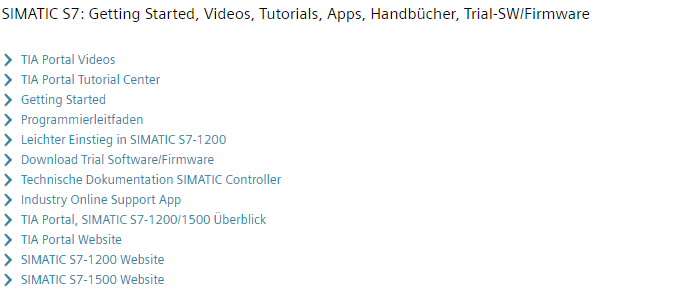 SIMATIC S7: Getting Started, Videos, Tutorials, Apps, Handbücher, Trial-SW/Firmware
TIA Portal Videos
TIA Portal Tutorial Center
Getting Started
Programmierleitfaden
Leichter Einstieg in SIMATIC S7-1200
Download Trial Software/Firmware
Technische Dokumentation SIMATIC Controller
Industry Online Support App
TIA Portal, SIMATIC S7-1200/1500 Überblick
TIA Portal Website
SIMATIC S7-1200 Website
SIMATIC S7-1500 Website